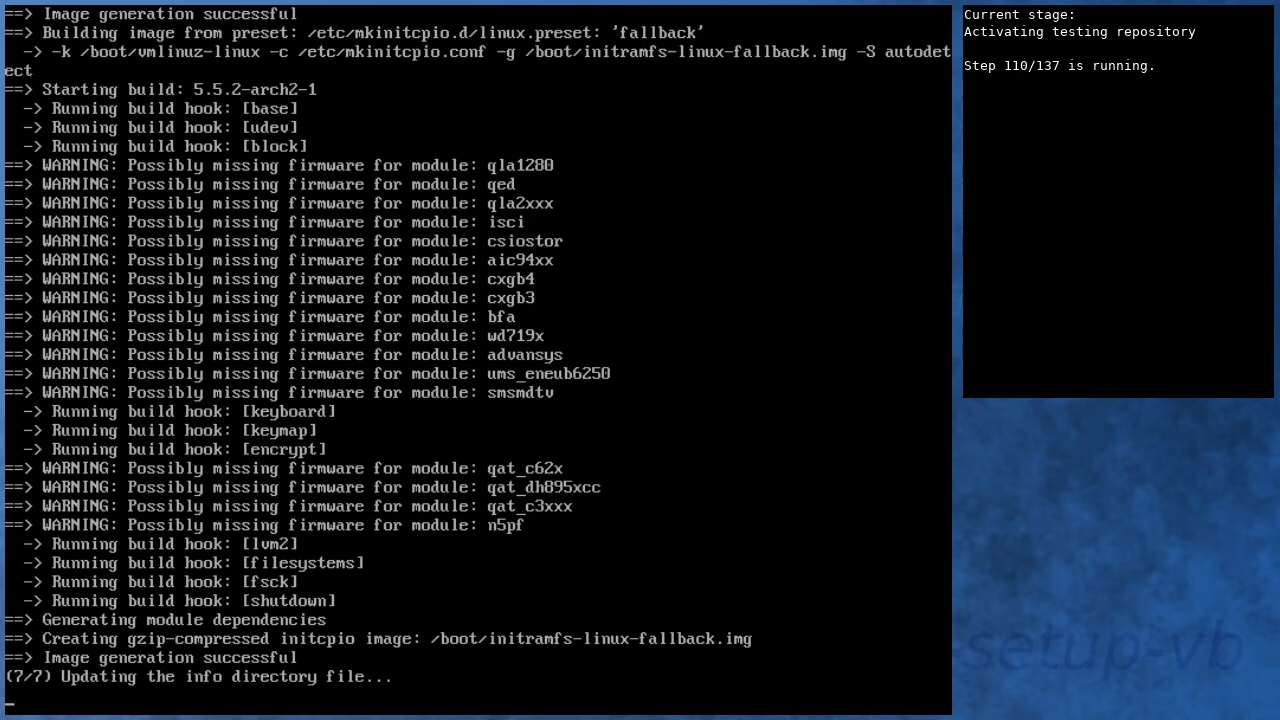 ==> Image generation successful
==> Building image from preset: /etc/mkinitcpio.d/linux.preset: 'fallback'
  -> -k /boot/vmlinuz-linux -c /etc/mkinitcpio.conf -g /boot/initramfs-linux-fallback.img -S autodet
ect
==> Starting build: 5.5.2-arch2-1
  -> Running build hook: [base]
  -> Running build hook: [udev]
  -> Running build hook: [block]
==> WARNING: Possibly missing firmware for module: qla1280
==> WARNING: Possibly missing firmware for module: qed
==> WARNING: Possibly missing firmware for module: qla2xxx
==> WARNING: Possibly missing firmware for module: isci
==> WARNING: Possibly missing firmware for module: csiostor
==> WARNING: Possibly missing firmware for module: aic94xx
==> WARNING: Possibly missing firmware for module: cxgb4
==> WARNING: Possibly missing firmware for module: cxgb3
==> WARNING: Possibly missing firmware for module: bfa
==> WARNING: Possibly missing firmware for module: wd719x
==> WARNING: Possibly missing firmware for module: advansys
==> WARNING: Possibly missing firmware for module: ums_eneub6250
==> WARNING: Possibly missing firmware for module: smsmdtv
  -> Running build hook: [keyboard]
  -> Running build hook: [keymap]
  -> Running build hook: [encrypt]
==> WARNING: Possibly missing firmware for module: qat_c62x
==> WARNING: Possibly missing firmware for module: qat_dh895xcc
==> WARNING: Possibly missing firmware for module: qat_c3xxx
==> WARNING: Possibly missing firmware for module: n5pf
  -> Running build hook: [lvm2]
  -> Running build hook: [filesystems]
  -> Running build hook: [fsck]
  -> Running build hook: [shutdown]
==> Generating module dependencies
==> Creating gzip-compressed initcpio image: /boot/initramfs-linux-fallback.img
==> Image generation successful
(7/7) Updating the info directory file...
_
Current stage:
Activating testing repository
Step 110/137 is running.
setup-vb